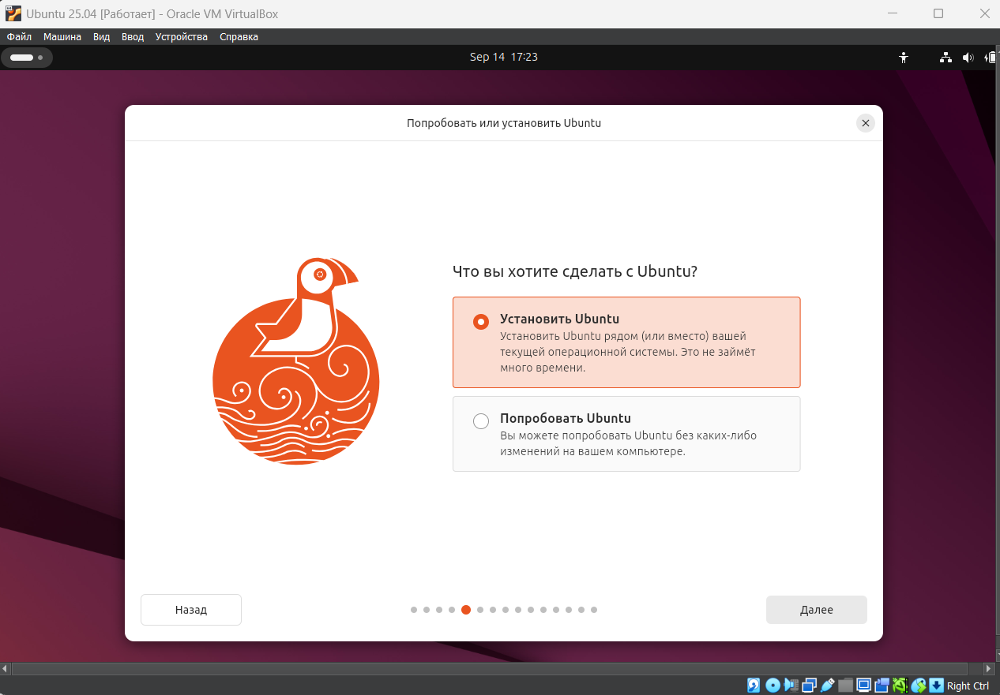 Ubuntu 25.04 [Работает] - Oracle VM VirtualBox
Файл Машина Вид Ввод Устройства Справка
Sep 14 17:23
Попробовать или установить Ubuntu
Что вы хотите сделать с Ubuntu?
Установить Ubuntu
Установить Ubuntu рядом (или вместо) вашей
текущей операционной системы. Это не займёт
много времени.
Попробовать Ubuntu
Вы можете попробовать Ubuntu без каких-либо
изменений на вашем компьютере.
Назад
Далее
Right Ctrl